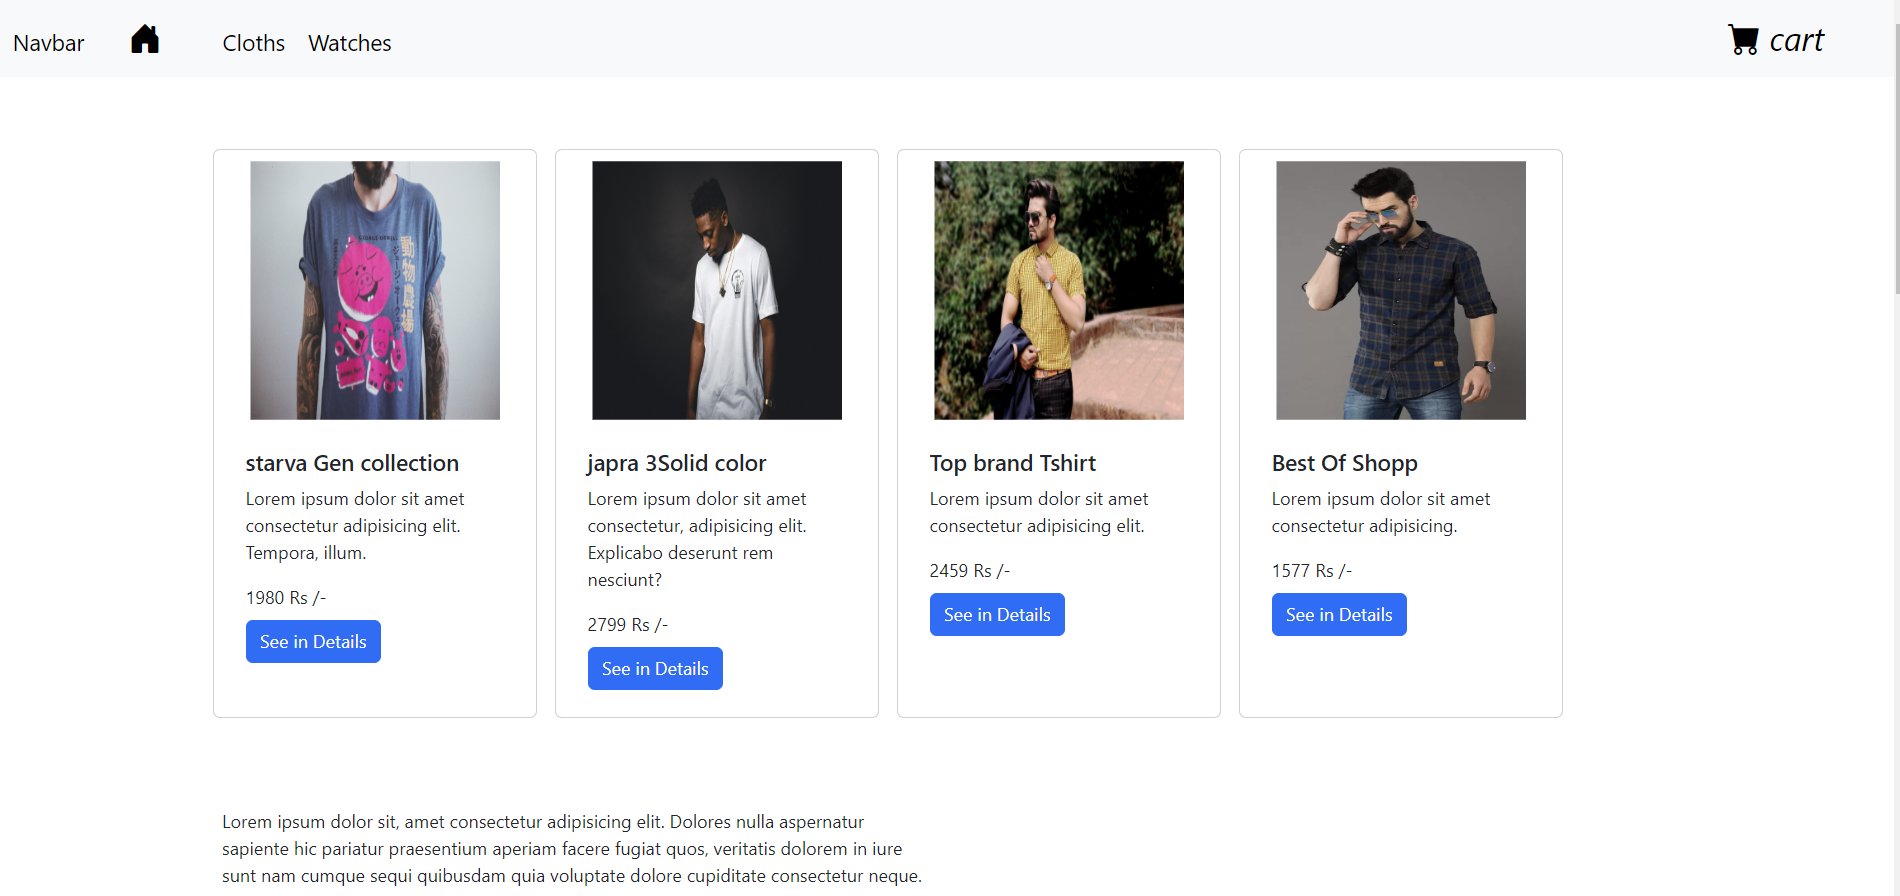 Navbar
Cloths
Watches
cart
動物農場
starva Gen collection
Lorem ipsum dolor sit amet
consectetur adipisicing elit.
Tempora, illum.
1980 Rs /-
See in Details
japra 3Solid color
Lorem ipsum dolor sit amet
consectetur, adipisicing elit.
Explicabo deserunt rem
nesciunt?
2799 Rs /-
See in Details
Top brand Tshirt
Lorem ipsum dolor sit amet
consectetur adipisicing elit.
2459 Rs /-
See in Details
Best Of Shopp
Lorem ipsum dolor sit amet
consectetur adipisicing.
1577 Rs /-
See in Details
Lorem ipsum dolor sit, amet consectetur adipisicing elit. Dolores nulla aspernatur
sapiente hic pariatur praesentium aperiam facere fugiat quos, veritatis dolorem in iure
sunt nam cumque sequi quibusdam quia voluptate dolore cupiditate consectetur neque.